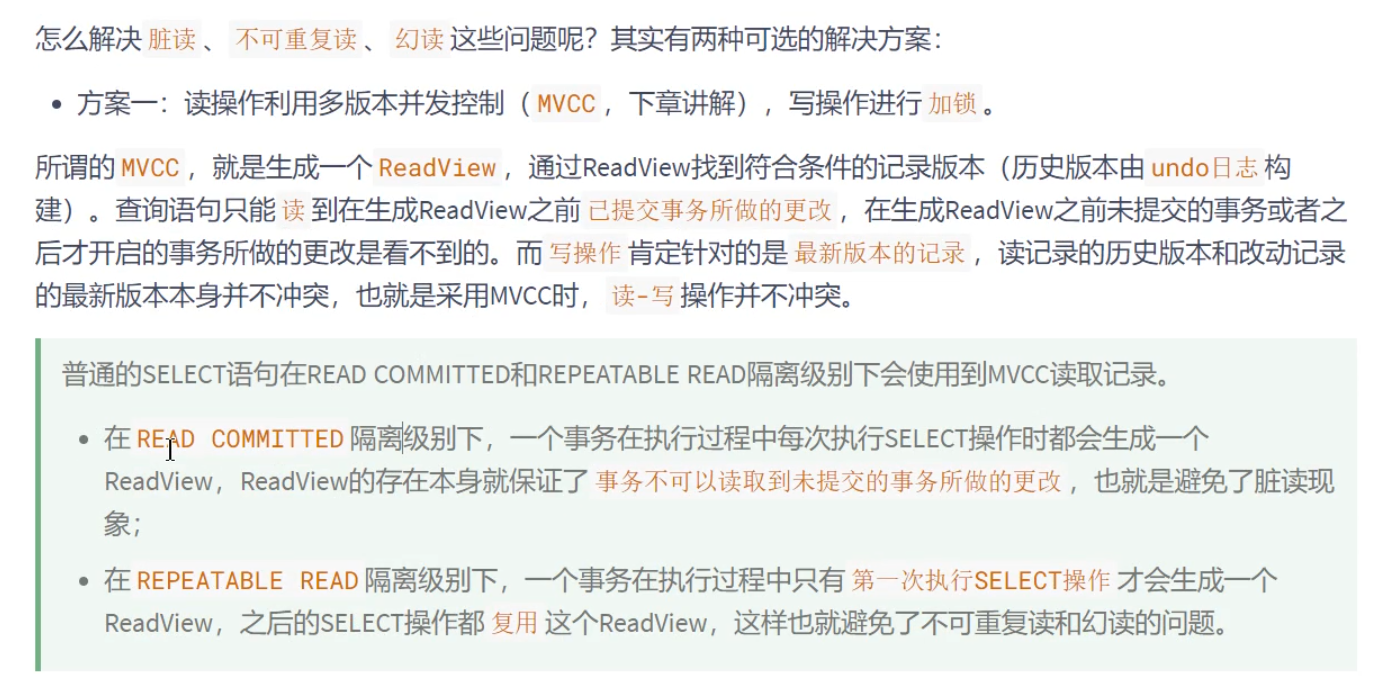 怎么解决 脏读 、 不可重复读 、 幻读 这些问题呢？其实有两种可选的解决方案：
• 方案一：读操作利用多版本并发控制（ MVCC ，下章讲解），写操作进行 加锁 。
所谓的 MVCC ，就是生成一个 ReadView ，通过ReadView找到符合条件的记录版本（历史版本由 undo日志 构
建）。查询语句只能 读 到在生成ReadView之前 已提交事务所做的更改 ，在生成ReadView之前未提交的事务或者之
后才开启的事务所做的更改是看不到的。而 写操作 肯定针对的是 最新版本的记录 ，读记录的历史版本和改动记录
的最新版本本身并不冲突，也就是采用MVCC时， 读-写 操作并不冲突。
普通的SELECT语句在READ COMMITTED和REPEATABLE READ隔离级别下会使用到MVCC读取记录。
• 在 READ COMMITTED 隔离级别下，一个事务在执行过程中每次执行SELECT操作时都会生成一个
ReadView，ReadView的存在本身就保证了 事务不可以读取到未提交的事务所做的更改 ，也就是避免了脏读现
象；
• 在 REPEATABLE READ 隔离级别下，一个事务在执行过程中只有 第一次执行SELECT操作 才会生成一个
ReadView，之后的SELECT操作都 复用 这个ReadView，这样也就避免了不可重复读和幻读的问题。